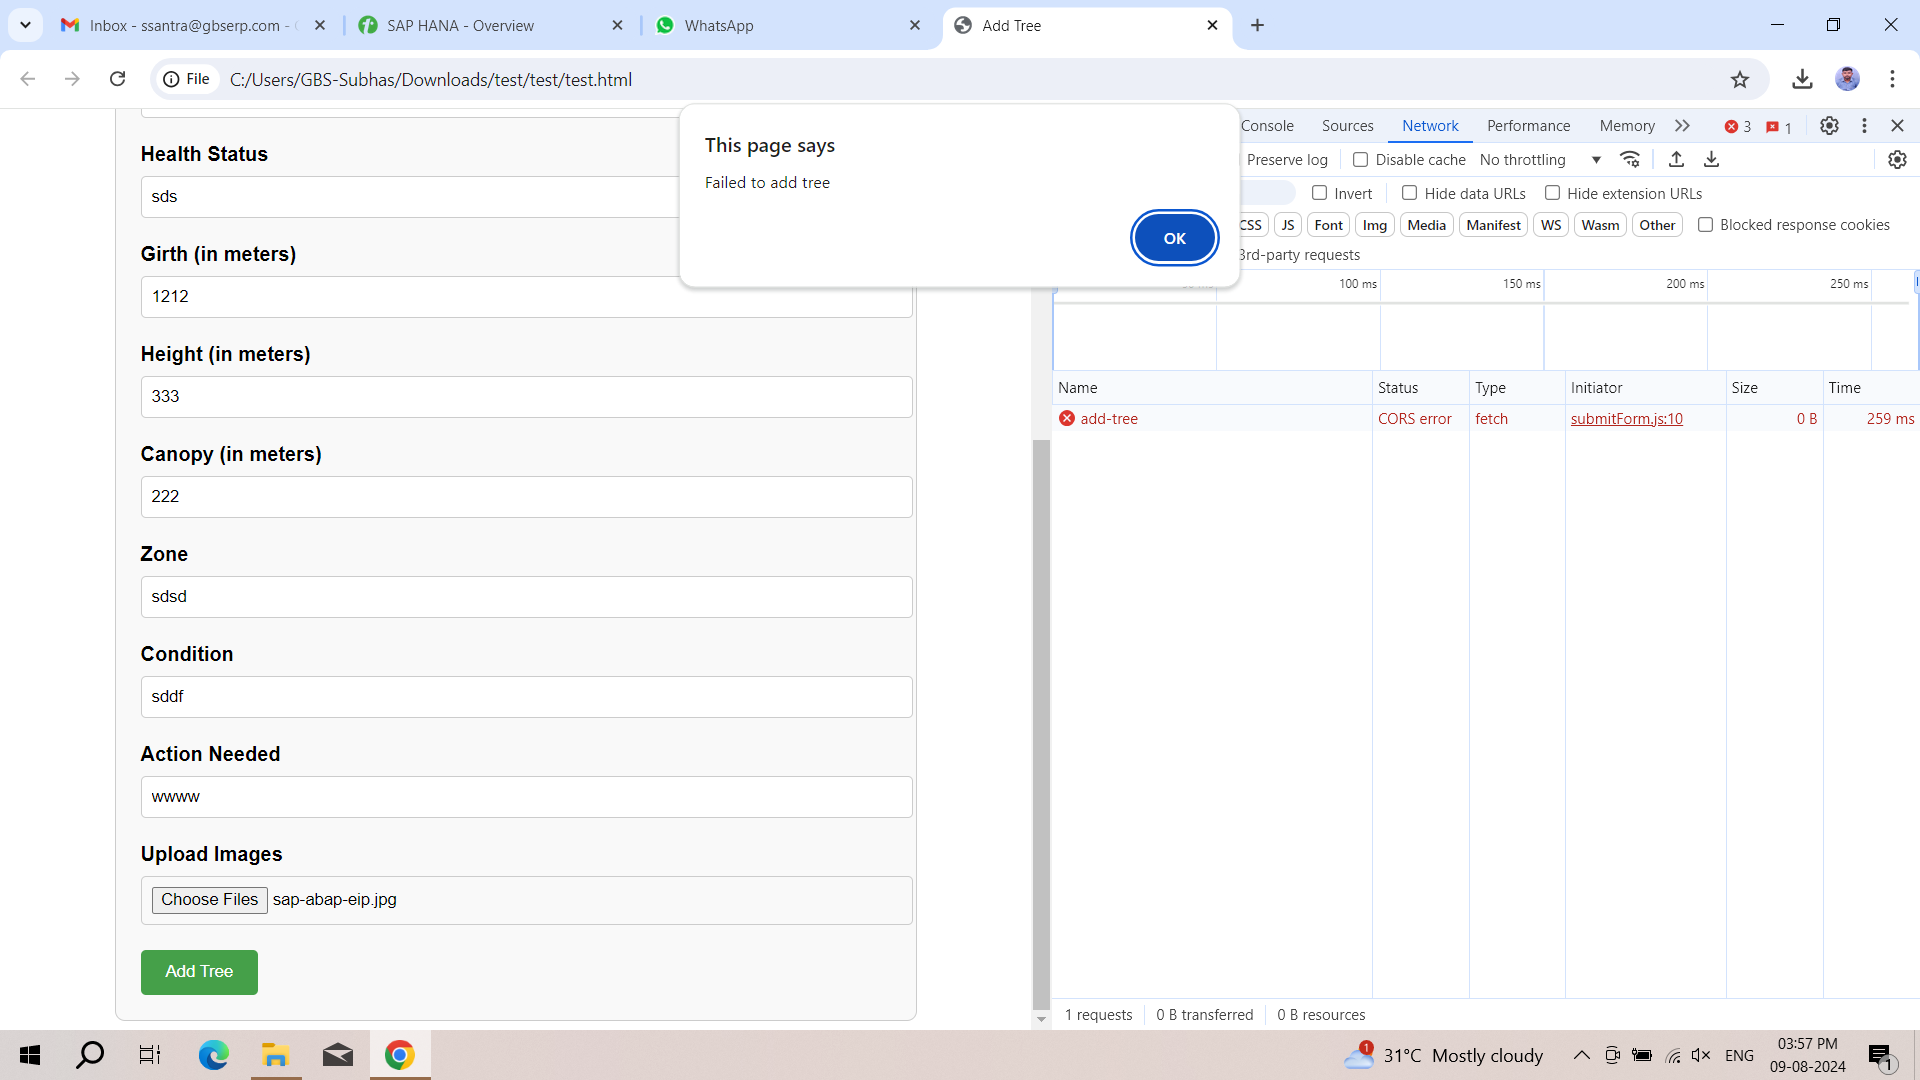 Inbox - ssantra@gbserp.com -
SAP HANA - Overview
WhatsApp
Add Tree
File
C:/Users/GBS-Subhas/Downloads/test/test/test.html
This page says
Failed to add tree
OK
Console
Sources
Network
Performance
Memory
3
1
Preserve log
Disable cache
No throttling
Invert
Hide data URLs
Hide extension URLs
CSS
JS
Font
Img
Media
Manifest
WS
Wasm
Other
Blocked response cookies
3rd-party requests
100 ms
150 ms
200 ms
250 ms
Name
Status
Type
Initiator
Size
Time
add-tree
CORS error
fetch
submitForm.js:10
0 B
259 ms
1 requests
0 B transferred
0 B resources
Health Status
sds
Girth (in meters)
1212
Height (in meters)
333
Canopy (in meters)
222
Zone
sdsd
Condition
sddf
Action Needed
wwww
Upload Images
Choose Files sap-abap-eip.jpg
Add Tree
1
31°C Mostly cloudy
ENG
03:57 PM
09-08-2024
1